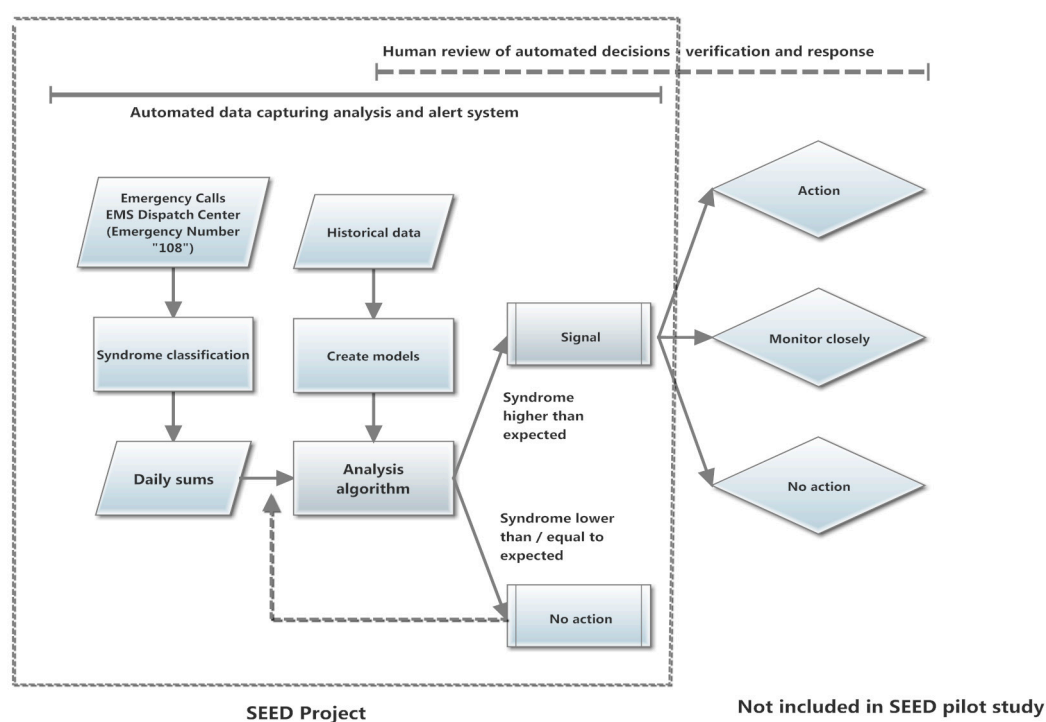 Human review of automated decisions - verification and response
Automated data capturing analysis and alert system
Emergency Calls
EMS Dispatch Center
(Emergency Number
"108")
Historical data
Action
Syndrome classification
Create models
Signal
Monitor closely
Syndrome
higher than
expected
Daily sums
Analysis
algorithm
No action
Syndrome lower
than / equal to
expected
No action
SEED Project
Not included in SEED pilot study